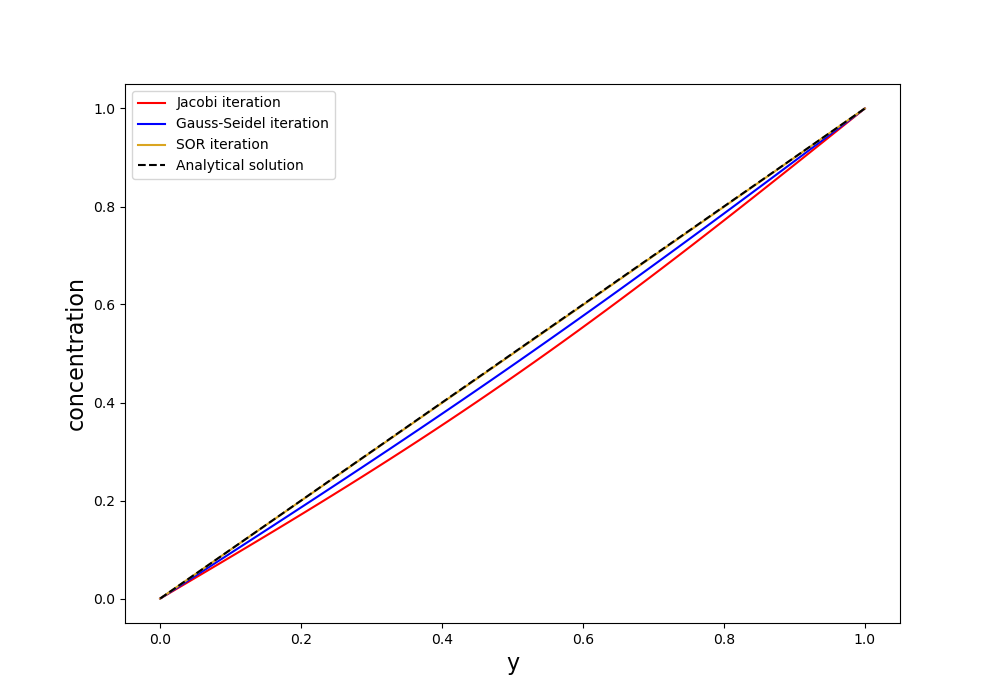 Jacobi iteration
Gauss-Seidel iteration
SOR iteration
Analytical solution
concentration
1.0
0.8
0.6
0.4
0.2
0.0
0.0 0.2 0.4 0.6 0.8 1.0
y